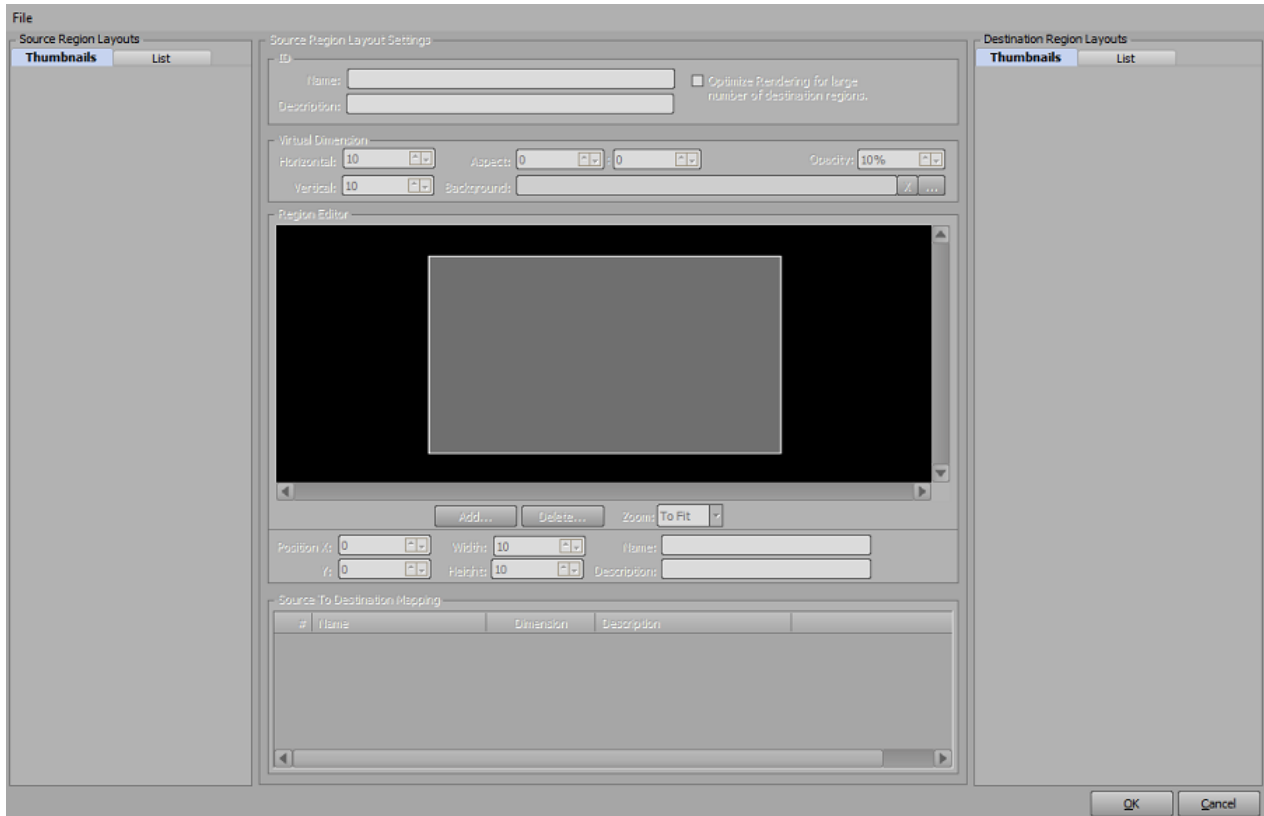 File
Source Region Layouts
Thumbnails List
Source Region Layout Settings
ID
Name:
Optimize Rendering for large
number of destination regions.
Description:
Virtual Dimension
Horizontal: 10 Aspect: 0 : 0 Opacity: 10%
Vertical: 10 Background: X ...
Region Editor
Add... Delete... Zoom: To Fit
Position X: 0 Width: 10 Name:
Y: 0 Height: 10 Description:
Source To Destination Mapping
# Name Dimension Description
Destination Region Layouts
Thumbnails List
OK Cancel